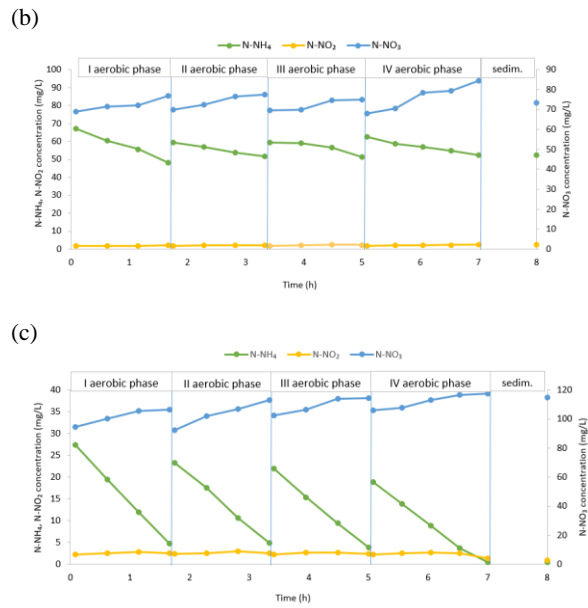 (b)
N-NH₄ N-NO₂ N-NO₃
I aerobic phase II aerobic phase III aerobic phase IV aerobic phase sedim.
N-NH₄, N-NO₂ concentration (mg/L)
100
90
80
70
60
50
40
30
20
10
0
90
80
70
60
50
40
30
20
10
0
N-NO₃ concentration (mg/L)
0 1 2 3 4 5 6 7 8
Time (h)
(c)
N-NH₄ N-NO₂ N-NO₃
I aerobic phase II aerobic phase III aerobic phase IV aerobic phase sedim.
N-NH₄, N-NO₂ concentration (mg/L)
40
35
30
25
20
15
10
5
0
120
100
80
60
40
20
0
N-NO₃ concentration (mg/L)
0 1 2 3 4 5 6 7 8
Time (h)